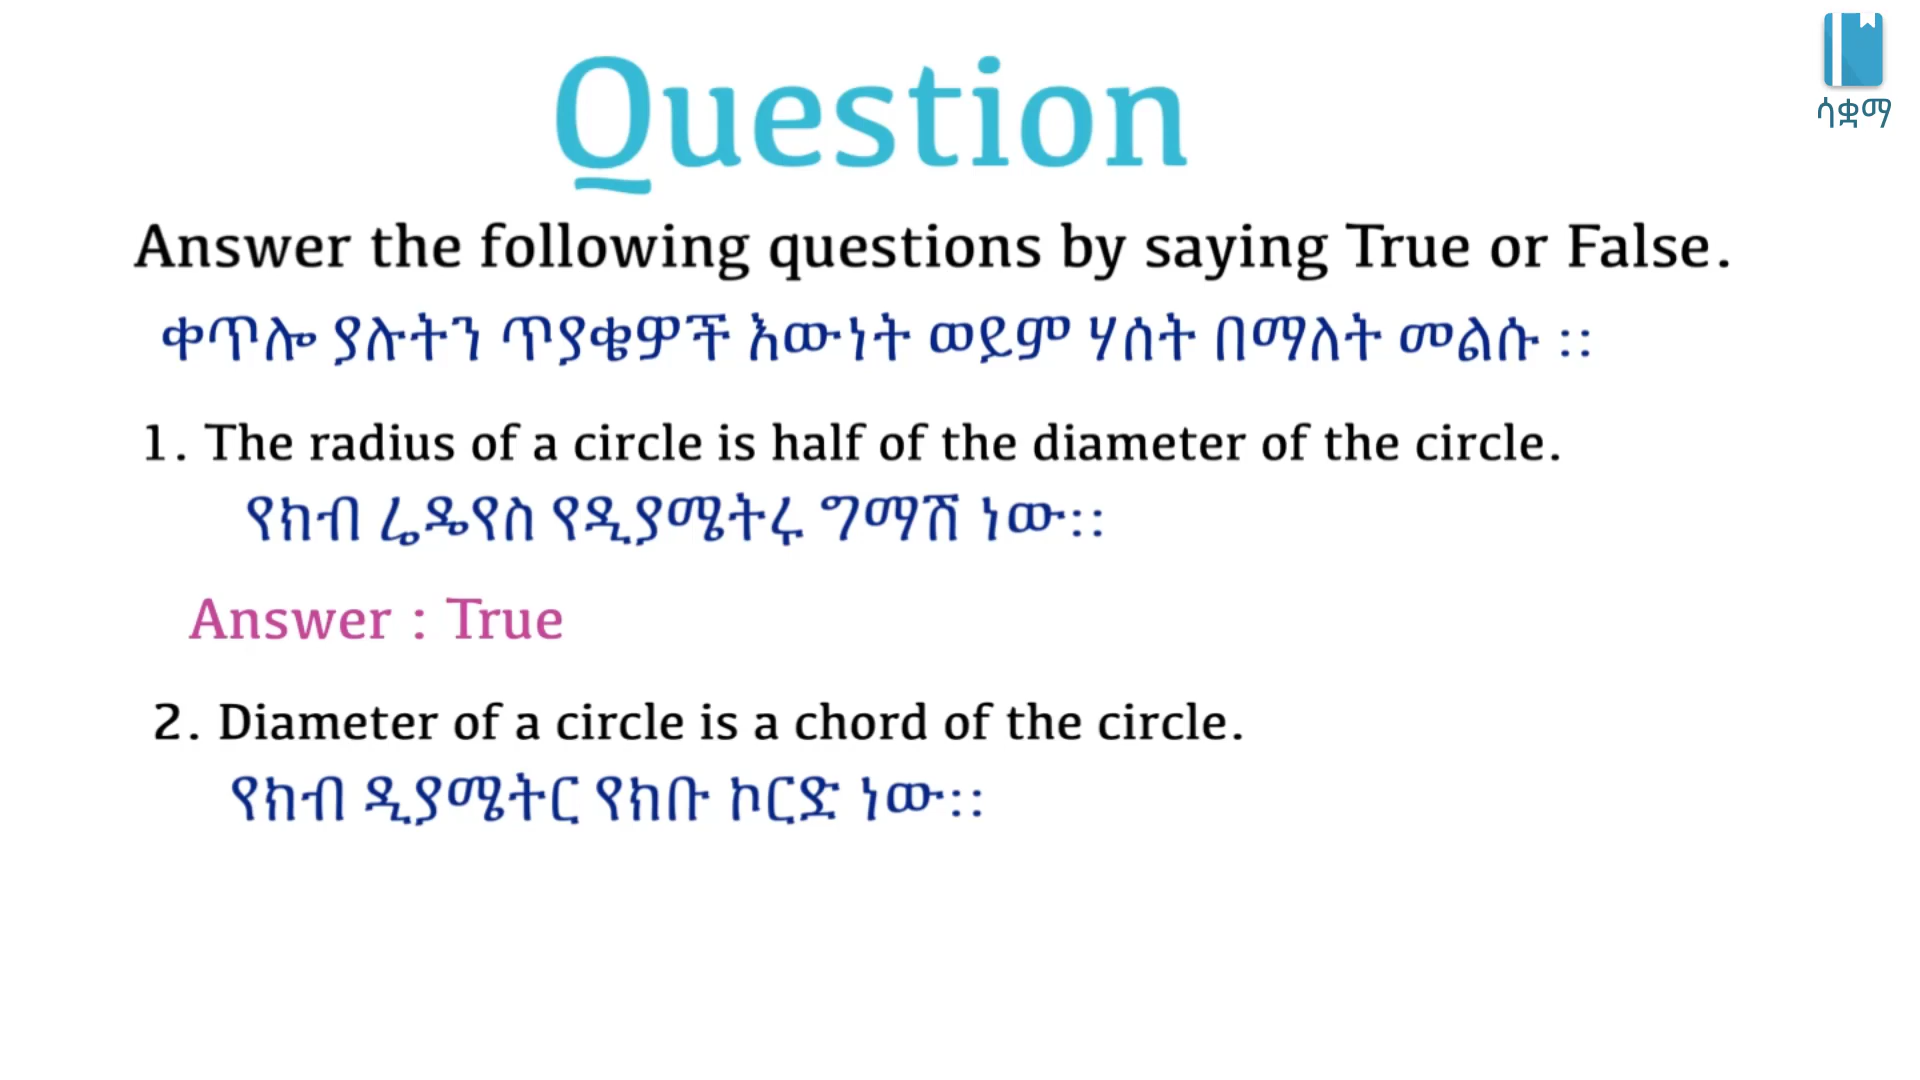 ሳቋማ
Question
Answer the following questions by saying True or False.
ቀጥሎ ያሉትን ጥያቄዎች እውነት ወይም ሃሰት በማለት መልሱ ፡፡
1. The radius of a circle is half of the diameter of the circle.
የክብ ሬዴየስ የዲያሜትሩ ግማሽ ነው፡፡
Answer : True
2. Diameter of a circle is a chord of the circle.
የክብ ዲያሜትር የክቡ ኮርድ ነው፡፡